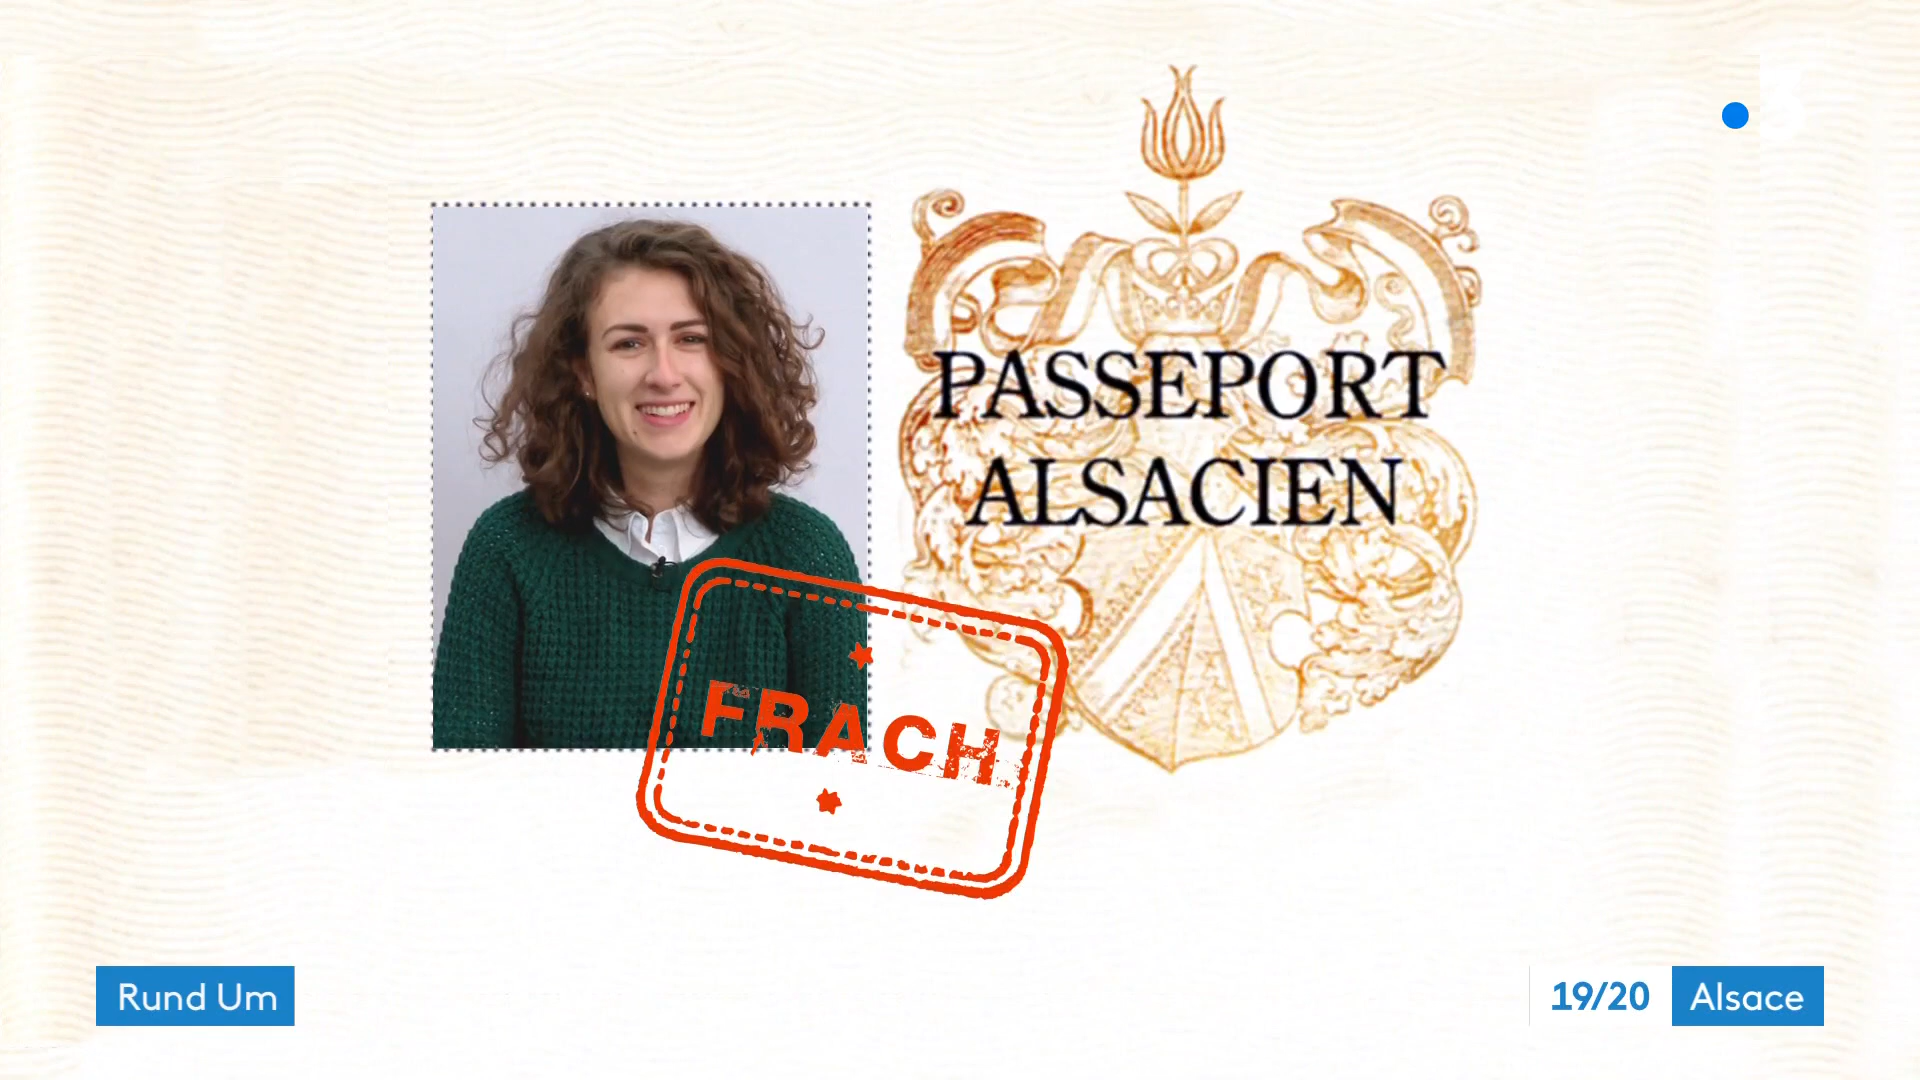 PASSEPORT
ALSACIEN
FRACH
Rund Um
19/20 Alsace